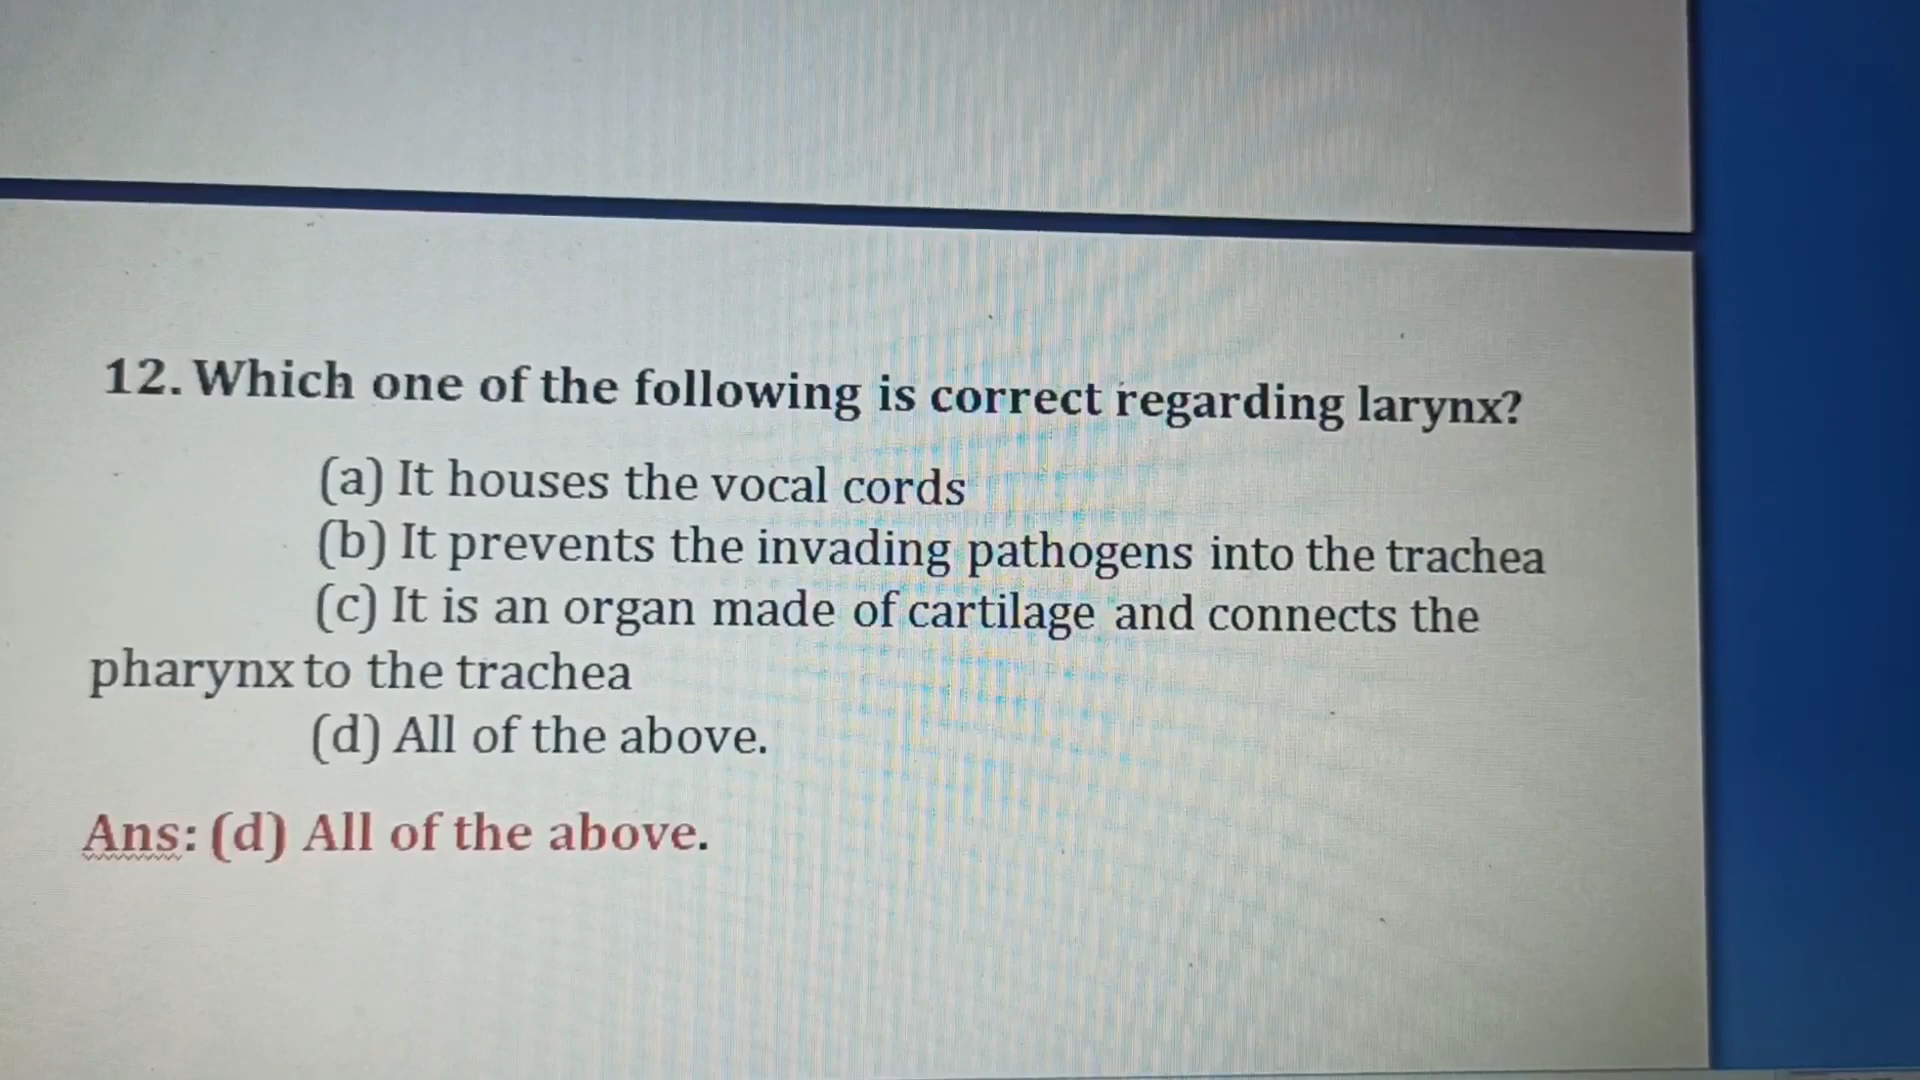 12. Which one of the following is correct regarding larynx?
(a) It houses the vocal cords
(b) It prevents the invading pathogens into the trachea
(c) It is an organ made of cartilage and connects the
pharynx to the trachea
(d) All of the above.
Ans: (d) All of the above.